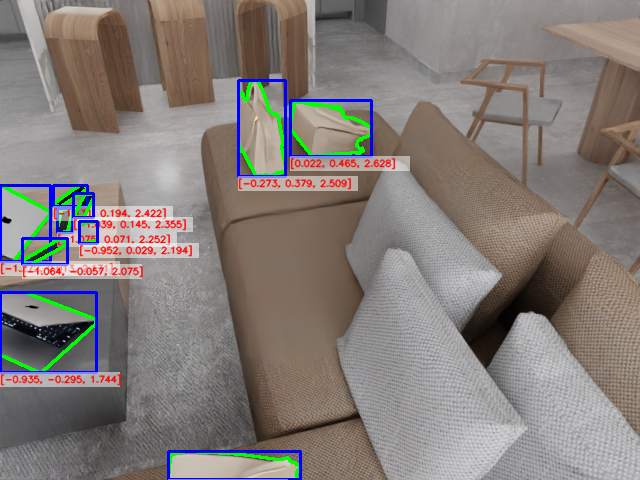 [0.022, 0.465, 2.628]
[-0.273, 0.379, 2.509]
0.194, 2.422]
0.145, 2.355]
0.071, 2.252]
[-0.952, 0.029, 2.194]
[-1.064, -0.057, 2.075]
[-0.935, -0.295, 1.744]